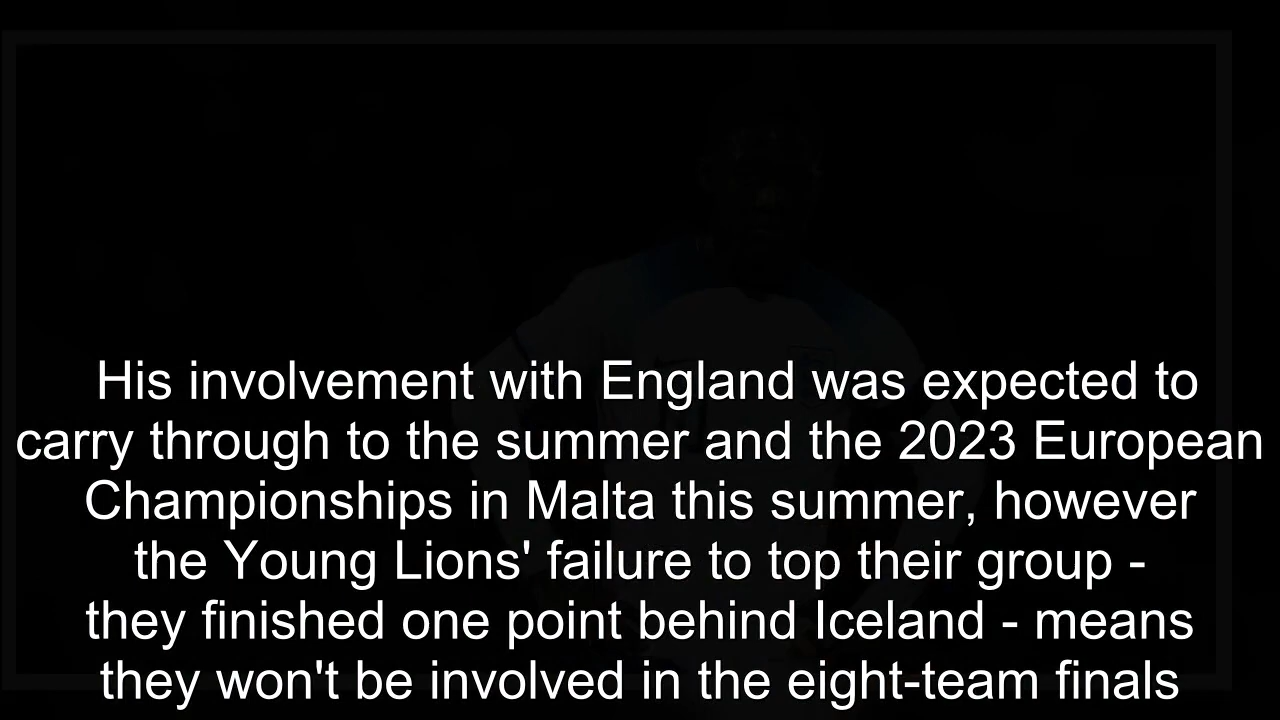 His involvement with England was expected to
carry through to the summer and the 2023 European
Championships in Malta this summer, however
the Young Lions' failure to top their group -
they finished one point behind Iceland - means
they won't be involved in the eight-team finals